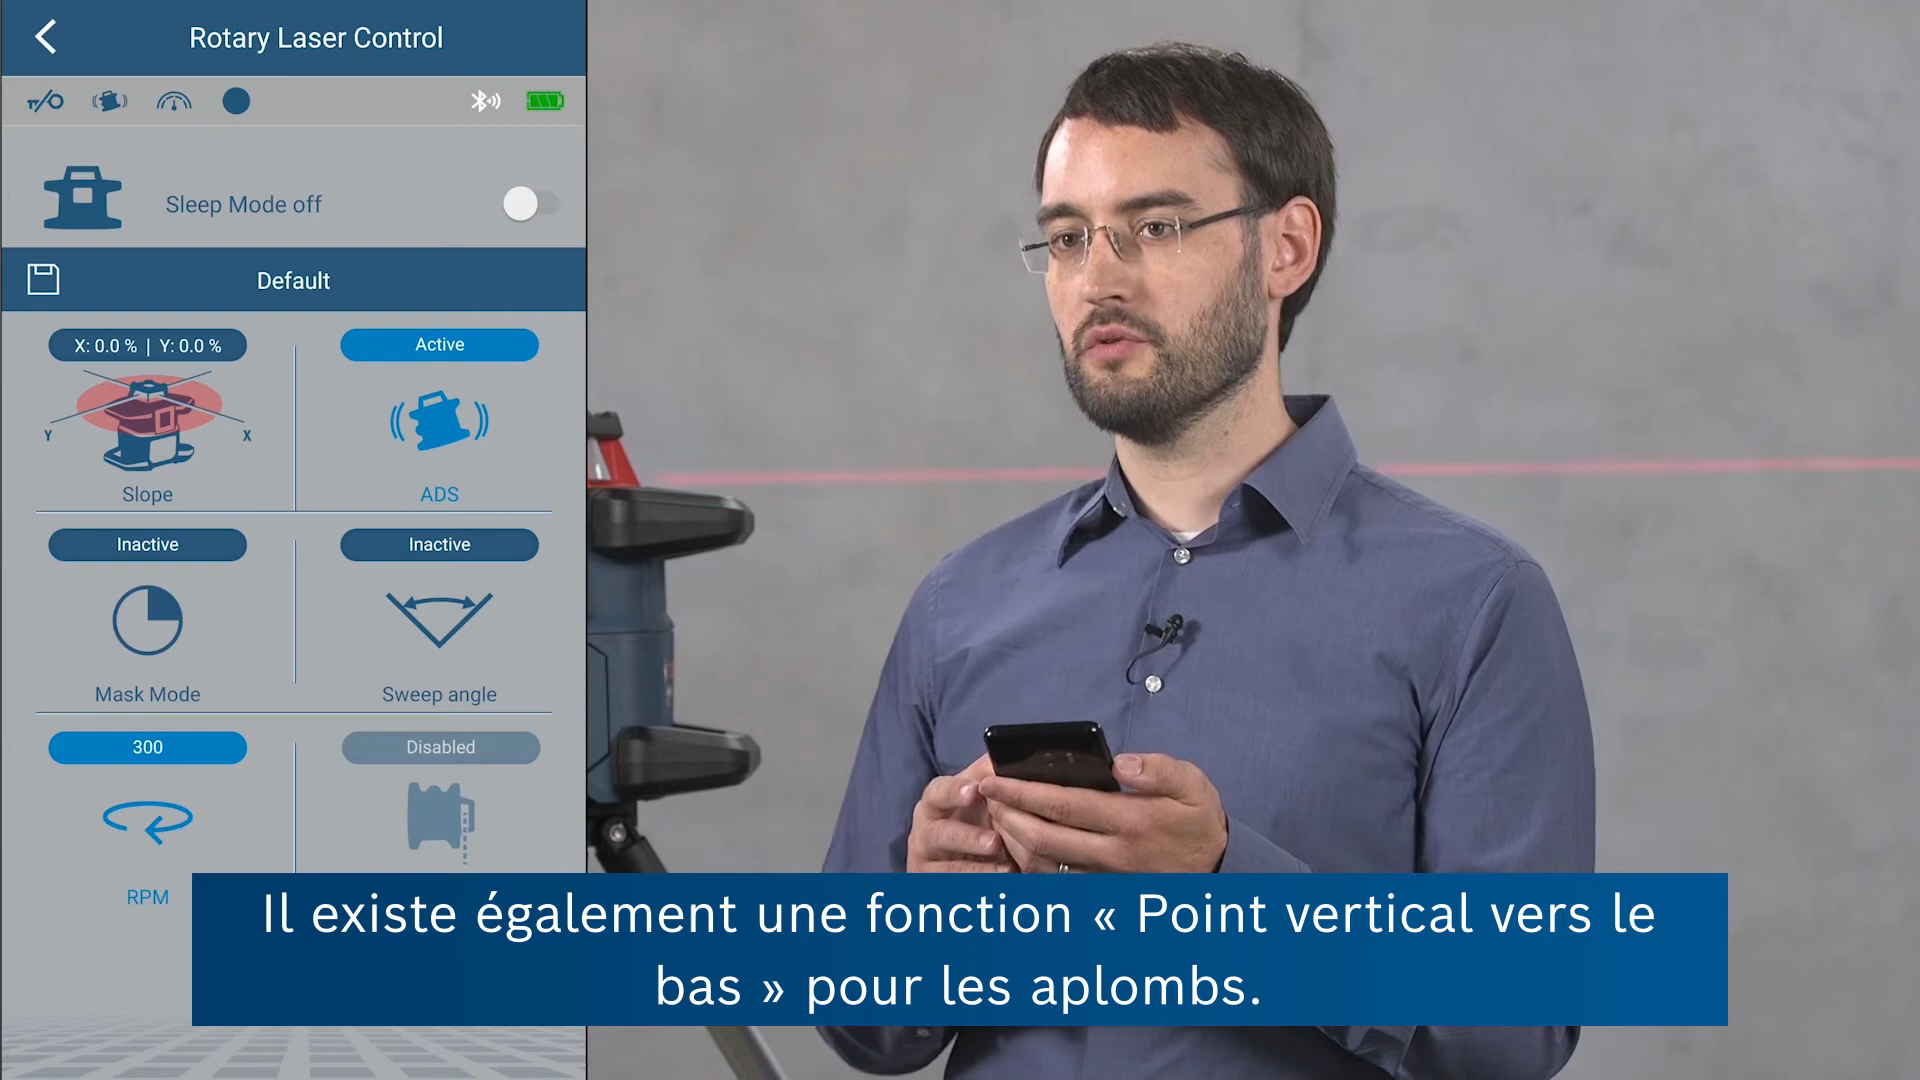 Rotary Laser Control
Sleep Mode off
Default
X: 0.0 % | Y: 0.0 %
Active
Y
X
Slope
ADS
Inactive
Inactive
Mask Mode
Sweep angle
300
Disabled
RPM
Il existe également une fonction « Point vertical vers le
bas » pour les aplombs.